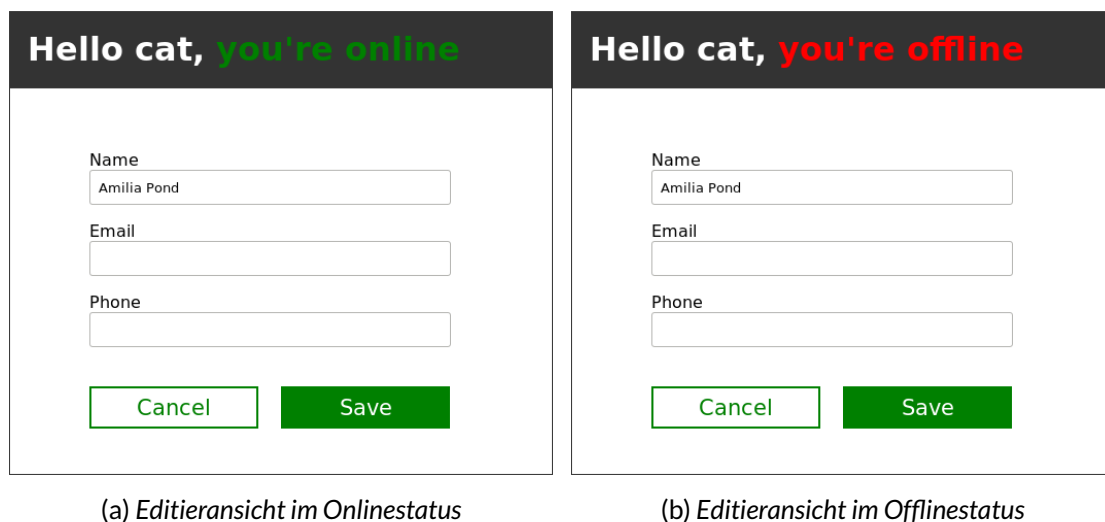 Hello cat, you're online
Name
Amilia Pond
Email
Phone
Cancel Save
(a) Editieransicht im Onlinestatus
Hello cat, you're offline
Name
Amilia Pond
Email
Phone
Cancel Save
(b) Editieransicht im Offlinestatus